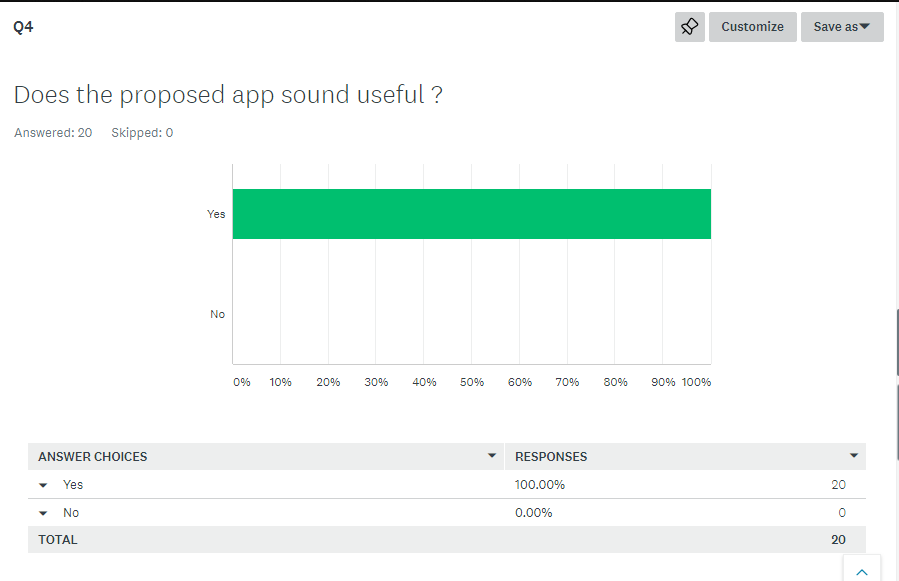 Q4
Customize
Save as
Does the proposed app sound useful ?
Answered: 20 Skipped: 0
Yes
No
0% 10% 20% 30% 40% 50% 60% 70% 80% 90% 100%
ANSWER CHOICES RESPONSES
Yes 100.00% 20
No 0.00% 0
TOTAL 20